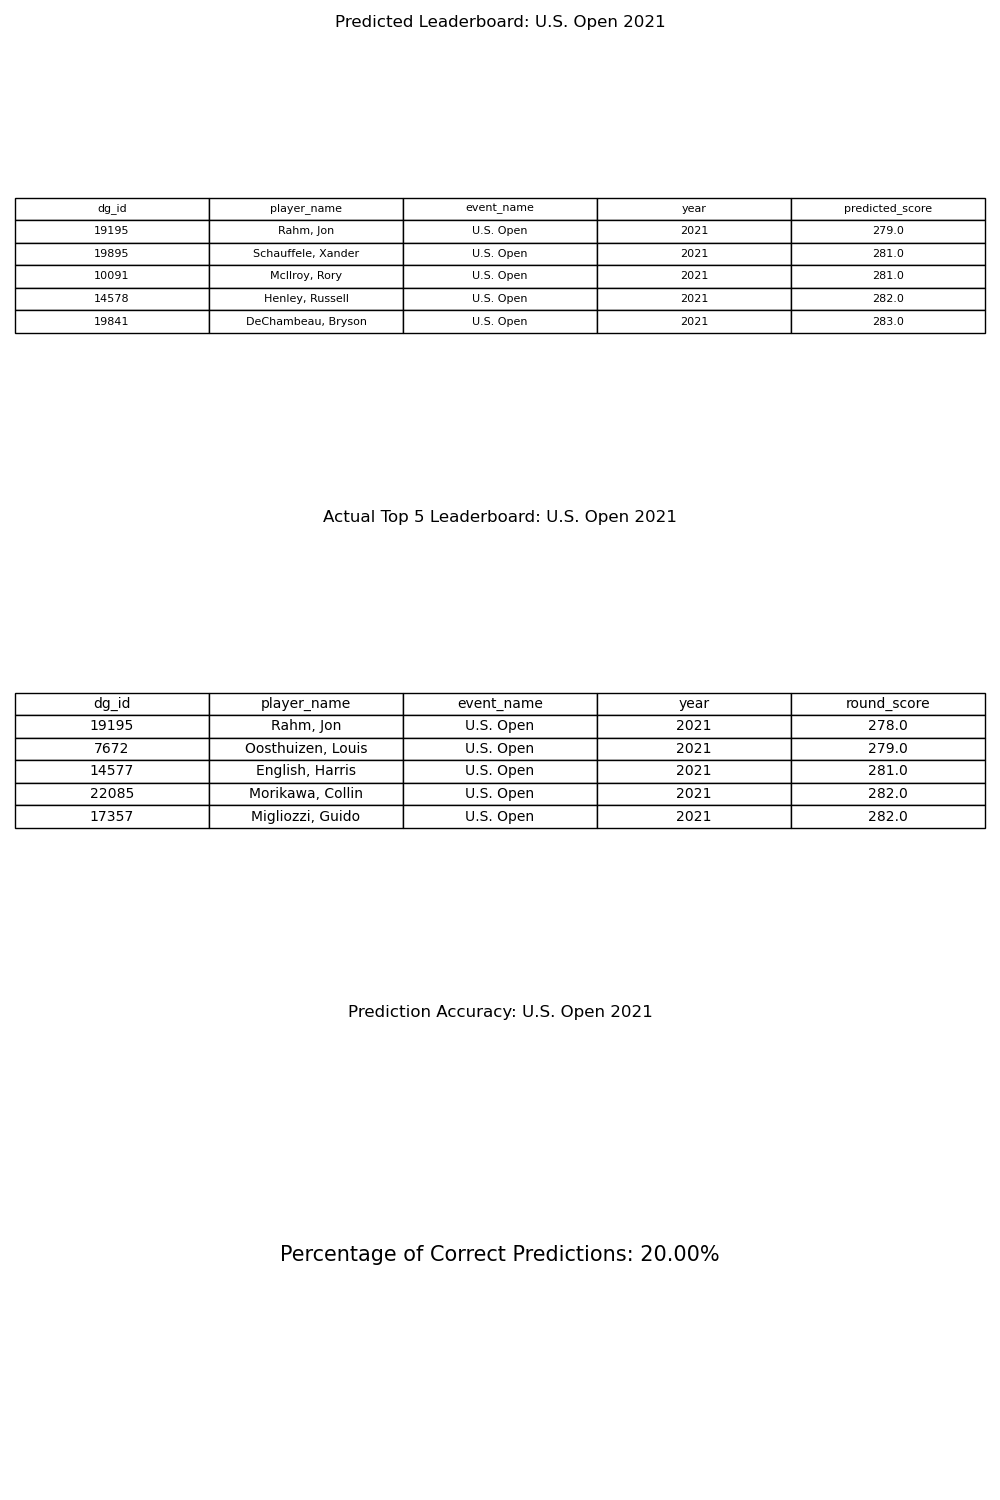 Predicted Leaderboard: U.S. Open 2021
dg_id player_name event_name year predicted_score
19195 Rahm, Jon U.S. Open 2021 279.0
19895 Schauffele, Xander U.S. Open 2021 281.0
10091 McIlroy, Rory U.S. Open 2021 281.0
14578 Henley, Russell U.S. Open 2021 282.0
19841 DeChambeau, Bryson U.S. Open 2021 283.0
Actual Top 5 Leaderboard: U.S. Open 2021
dg_id player_name event_name year round_score
19195 Rahm, Jon U.S. Open 2021 278.0
7672 Oosthuizen, Louis U.S. Open 2021 279.0
14577 English, Harris U.S. Open 2021 281.0
22085 Morikawa, Collin U.S. Open 2021 282.0
17357 Migliozzi, Guido U.S. Open 2021 282.0
Prediction Accuracy: U.S. Open 2021
Percentage of Correct Predictions: 20.00%